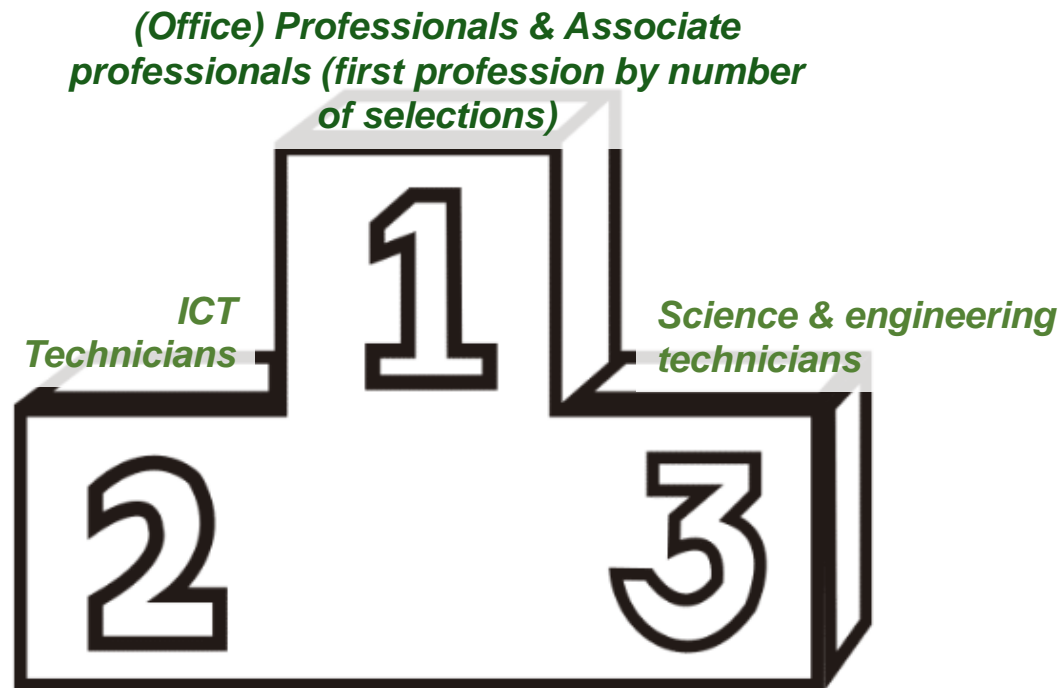 (Office) Professionals & Associate
professionals (first profession by number
of selections)
1
ICT
Technicians
Science & engineering
technicians
2
3